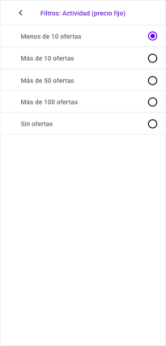 Filtros: Actividad (precio fijo)
Menos de 10 ofertas
Más de 10 ofertas
Más de 50 ofertas
Más de 100 ofertas
Sin ofertas